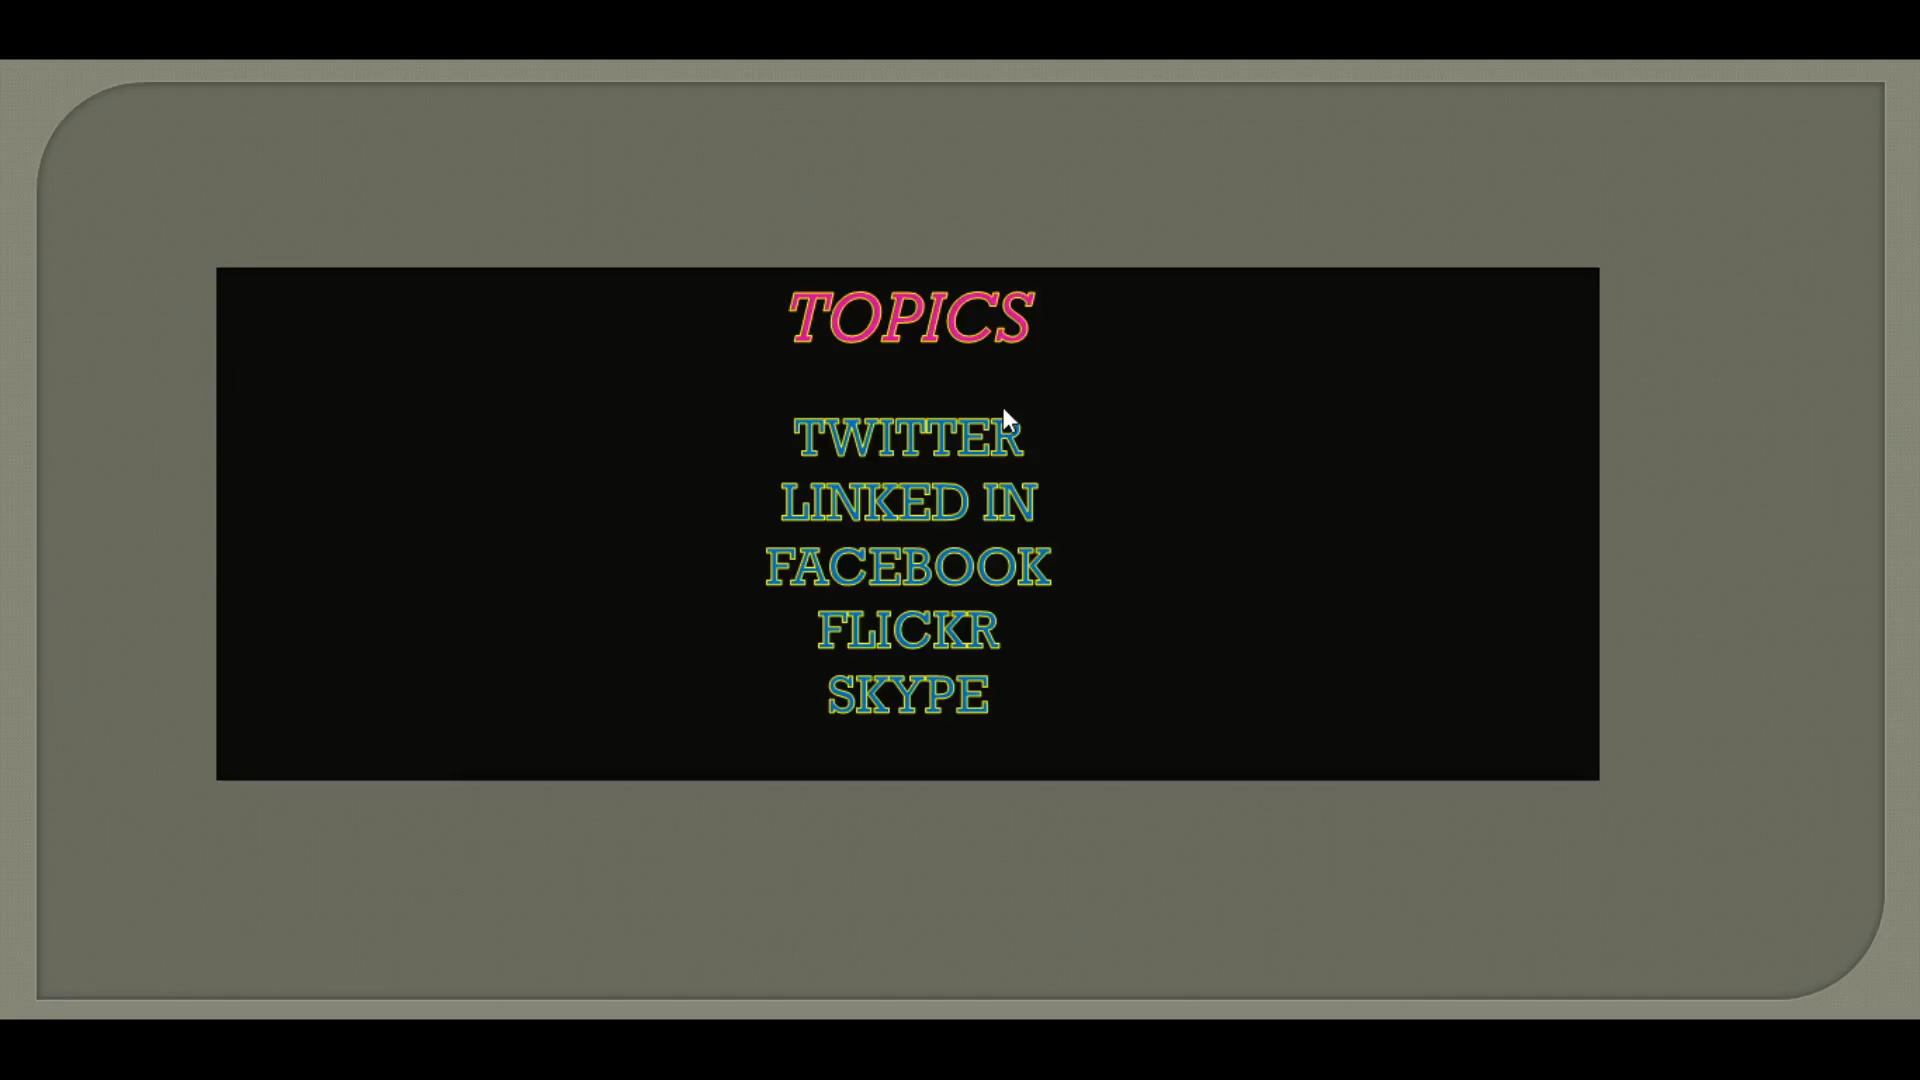 TOPICS
TWITTER
LINKED IN
FACEBOOK
FLICKR
SKYPE